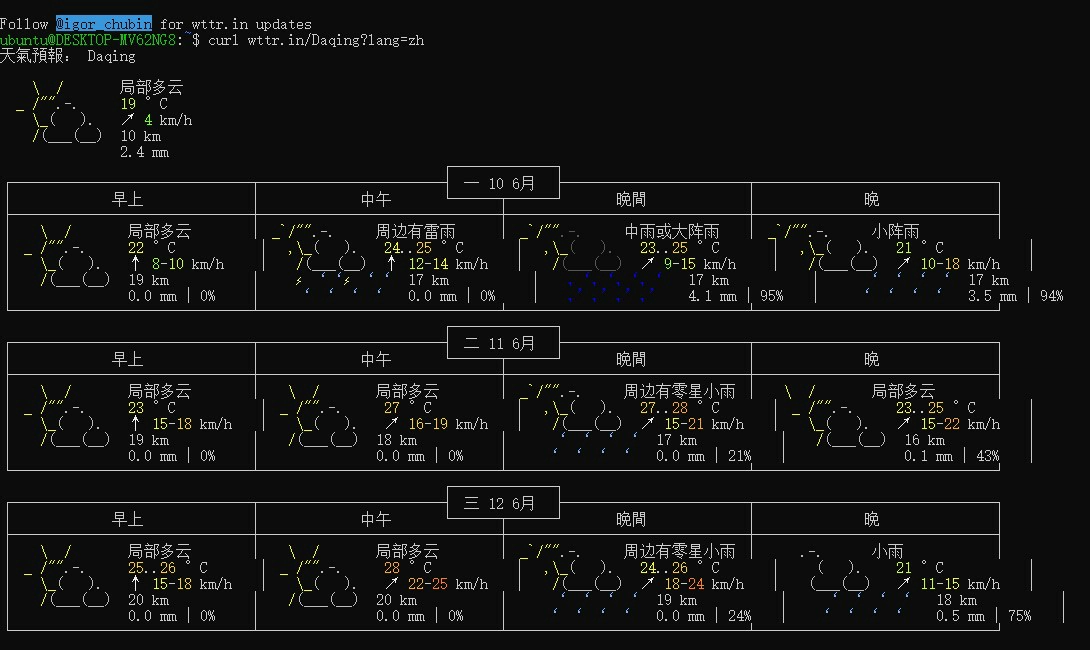 Follow @igor_chubin for wttr.in updates
ubuntu@DESKTOP-MV62NG8:~$ curl wttr.in/Daqing?lang=zh
天氣預報： Daqing
局部多云
19 °C
↗ 4 km/h
10 km
2.4 mm
一 10 6月
早上 中午 晚間 晚
局部多云 周边有雷雨 中雨或大阵雨 小阵雨
22 °C 24..25 °C 23..25 °C 21 °C
↑ 8-10 km/h ↑ 12-14 km/h ↗ 9-15 km/h ↗ 10-18 km/h
19 km 17 km 17 km 17 km
0.0 mm | 0% 0.0 mm | 0% 4.1 mm | 95% 3.5 mm | 94%
二 11 6月
早上 中午 晚間 晚
局部多云 局部多云 周边有零星小雨 局部多云
23 °C 27 °C 27..28 °C 23..25 °C
↑ 15-18 km/h ↗ 16-19 km/h ↗ 15-21 km/h ↗ 15-22 km/h
19 km 18 km 17 km 16 km
0.0 mm | 0% 0.0 mm | 0% 0.0 mm | 21% 0.1 mm | 43%
三 12 6月
早上 中午 晚間 晚
局部多云 局部多云 周边有零星小雨 小雨
25..26 °C 28 °C 24..26 °C 21 °C
↑ 15-18 km/h ↗ 22-25 km/h ↗ 18-24 km/h ↗ 11-15 km/h
20 km 20 km 19 km 18 km
0.0 mm | 0% 0.0 mm | 0% 0.0 mm | 24% 0.5 mm | 75%